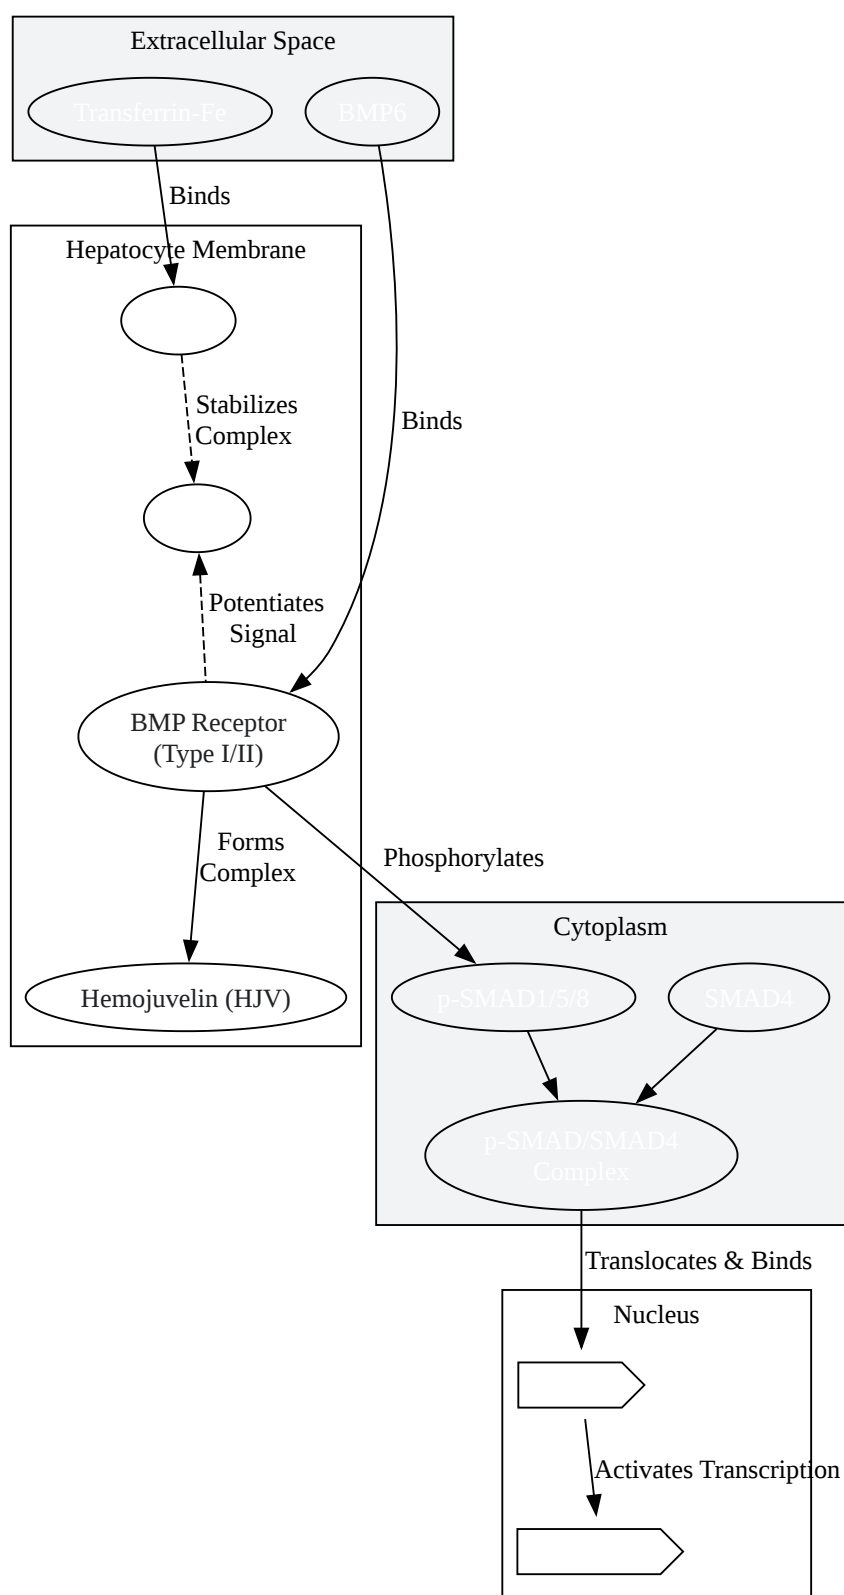 Extracellular Space
Transferrin-Fe
BMP6
Binds
Hepatocyte Membrane
Stabilizes
Complex
Binds
Potentiates
Signal
BMP Receptor
(Type I/II)
Forms
Complex
Phosphorylates
Cytoplasm
Hemojuvelin (HJV)
p-SMAD1/5/8
SMAD4
p-SMAD/SMAD4
Complex
Translocates & Binds
Nucleus
Activates Transcription